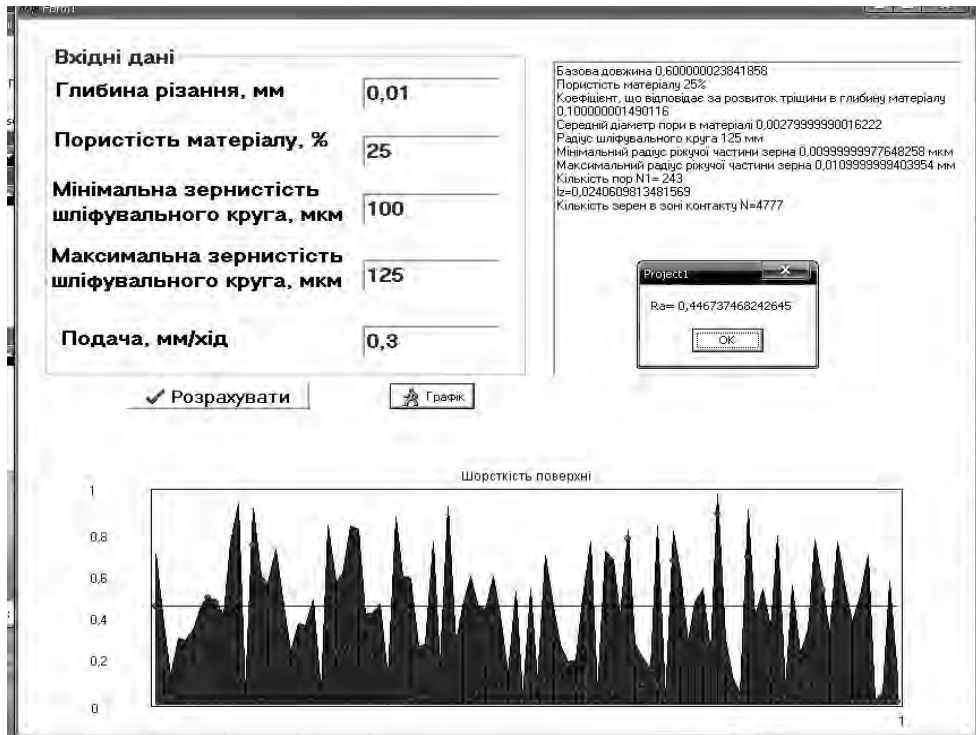 Form1
Вхідні дані
Глибина різання, мм
0,01
Пористість матеріалу, %
25
Мінімальна зернистість
шліфувального круга, мкм
100
Максимальна зернистість
шліфувального круга, мкм
125
Подача, мм/хід
0,3
Розрахувати
Графік
Базова довжина 0,600000023841858
Пористість матеріалу 25%
Коефіцієнт, що відповідає за розвиток тріщини в глибину матеріалу
0,100000001490116
Середній діаметр пори в матеріалі 0,00279999990016222
Радіус шліфувального круга 125 мм
Мінімальний радіус ріжучої частини зерна 0,00999999977648258 мкм
Максимальний радіус ріжучої частини зерна 0,0109999999403954 мм
Кількість пор N1= 243
lz=0,0240609813481569
Кількість зерен в зоні контакту N=4777
Project1
X
Ra= 0,446737468242645
OK
Шорсткість поверхні
1
0,8
0,6
0,4
0,2
0
1